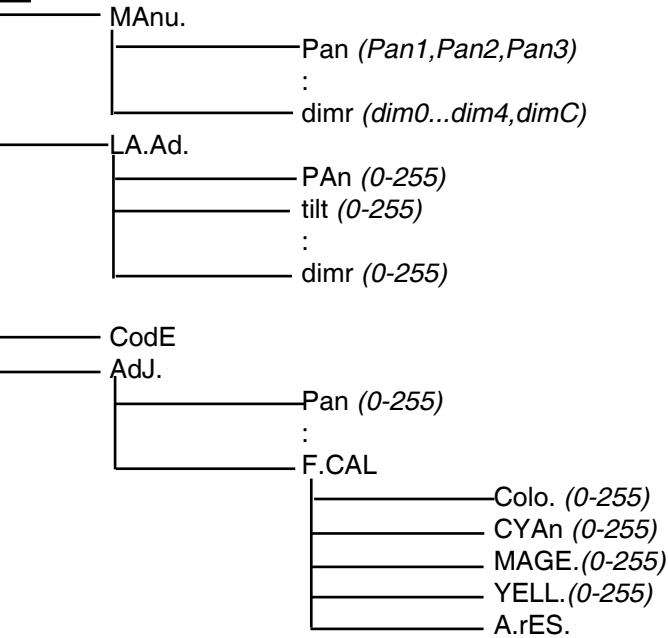 MAnu.
Pan (Pan1,Pan2,Pan3)
:
dimr (dim0...dim4,dimC)
LA.Ad.
PAn (0-255)
tilt (0-255)
:
dimr (0-255)
CodE
AdJ.
Pan (0-255)
:
F.CAL
Colo. (0-255)
CYAn (0-255)
MAGE.(0-255)
YELL.(0-255)
A.rES.